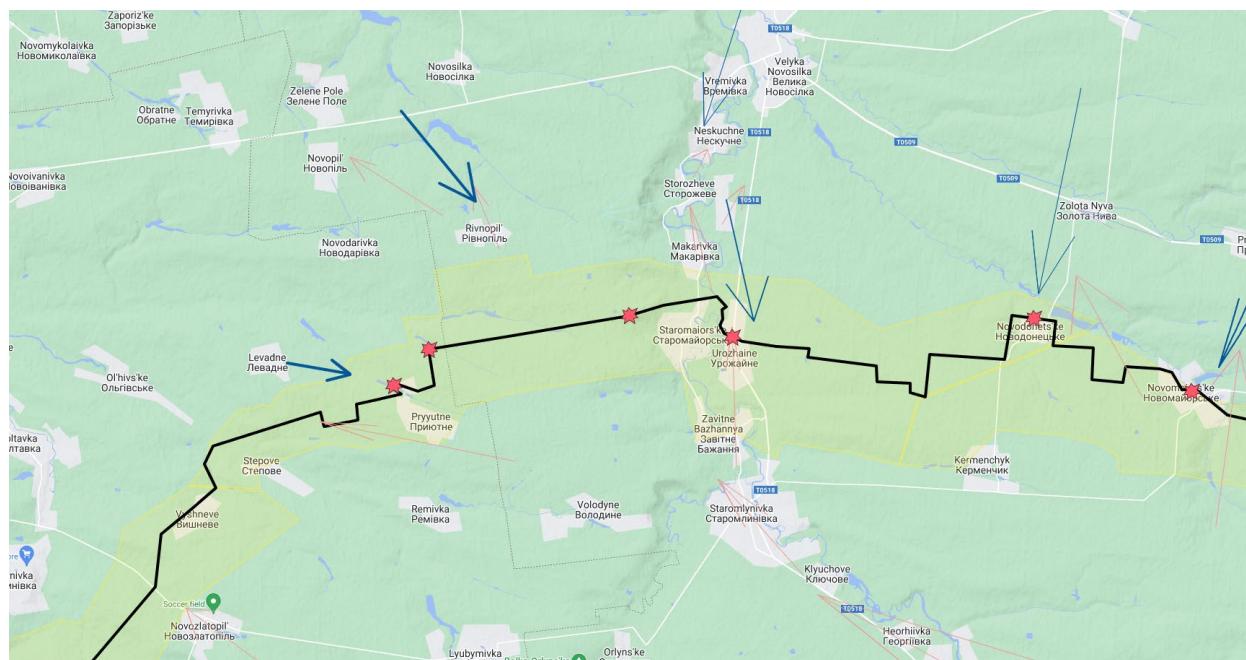 Zaporiz'ke
Запорізьке
Novomykolaivka
Новомиколаївка
Novosilka
Новосілка
Zelene Pole
Зелене Поле
Obratne
Обратне
Temyrivka
Темирівка
T0518
Velyka
Novosilka
Велика
Новосілка
Vremivka
Времівка
Neskuchne
Нескучне
T0518
T0509
Novopil'
Новопіль
Novoivanivka
Новоіванівка
Storozheve
Сторожеве
T0509
T0518
Zolota Nyva
Золота Нива
Rivnopil'
Рівнопіль
Novodarivka
Новодарівка
Makarivka
Макарівка
T0509
Staromaiors'ke
Старомайорське
Urozhaine
Урожайне
Novodonets'ke
Новодонецьке
Levadne
Левадне
Ol'hivs'ke
Ольгівське
Novomaiors'ke
Новомайорське
Pryyutne
Приютне
Zavitne
Bazhannya
Завітне
Бажання
Stepove
Степове
Kermenchyk
Керменчик
T0518
Vyshneve
Вишневе
Remivka
Ремівка
Volodyne
Володине
Staromlynivka
Старомлинівка
Klyuchove
Ключове
T0518
Soccer field
Novozlatopil'
Новозлатопіль
Heorhiivka
Георгіївка
Lyubymivka
Orlyns'ke